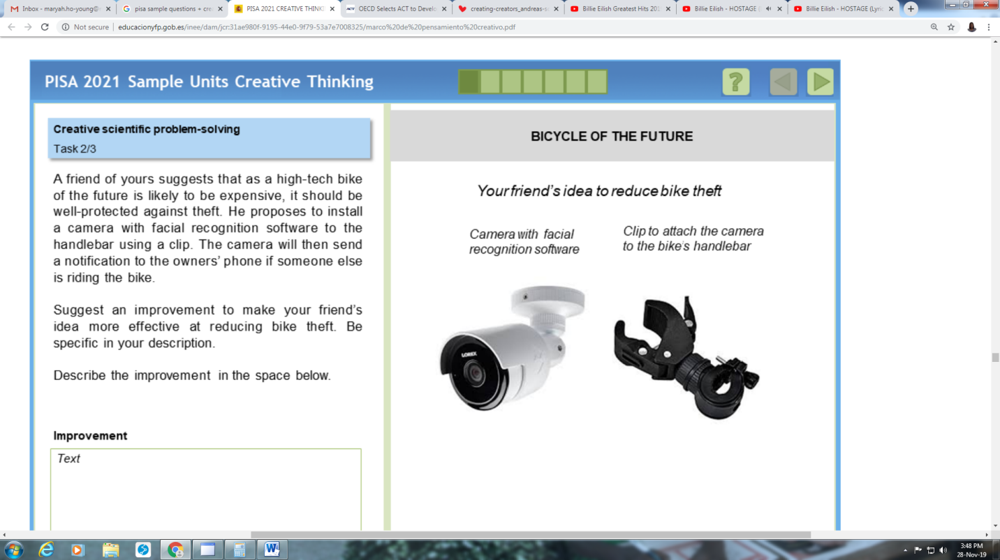 Inbox - maryah.ho-young@
pisa sample questions + cre
PISA 2021 CREATIVE THINK
ACT OECD Selects ACT to Develo
creating-creators_andreas-s
Billie Eilish Greatest Hits 201
Billie Eilish - HOSTAGE (
Billie Eilish - HOSTAGE (Lyric
Not secure | educacionyfp.gob.es/inee/dam/jcr:31ae980f-9195-44e0-9f79-53a7e7008325/marco%20de%20pensamiento%20creativo.pdf
PISA 2021 Sample Units Creative Thinking
?
Creative scientific problem-solving
Task 2/3
A friend of yours suggests that as a high-tech bike
of the future is likely to be expensive, it should be
well-protected against theft. He proposes to install
a camera with facial recognition software to the
handlebar using a clip. The camera will then send
a notification to the owners' phone if someone else
is riding the bike.
Suggest an improvement to make your friend's
idea more effective at reducing bike theft. Be
specific in your description.
Describe the improvement in the space below.
Improvement
Text
BICYCLE OF THE FUTURE
Your friend's idea to reduce bike theft
Camera with facial
recognition software
Clip to attach the camera
to the bike's handlebar
LOREX
3:48 PM
28-Nov-19